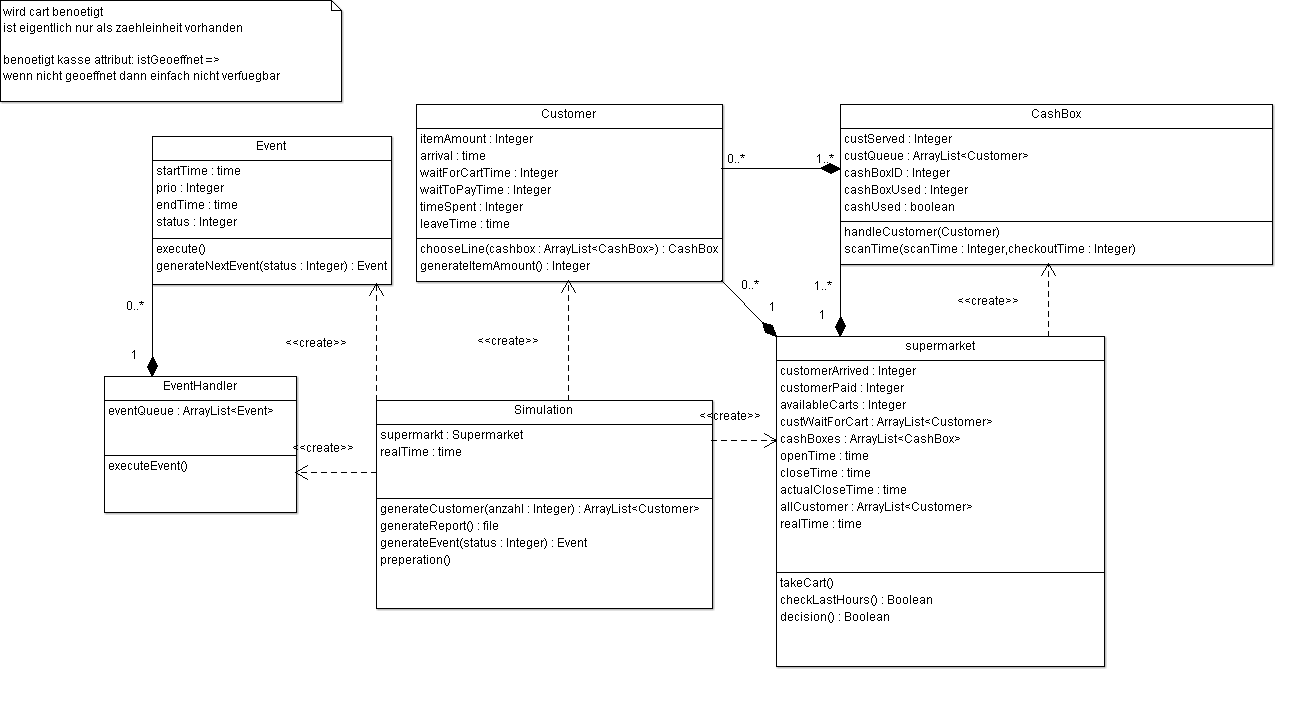 wird cart benoetigt
ist eigentlich nur als zaehleinheit vorhanden
benoetigt kasse attribut: istGeoeffnet =>
wenn nicht geoeffnet dann einfach nicht verfuegbar
Event
startTime : time
prio : Integer
endTime : time
status : Integer
execute()
generateNextEvent(status : Integer) : Event
Customer
itemAmount : Integer
arrival : time
waitForCartTime : Integer
waitToPayTime : Integer
timeSpent : Integer
leaveTime : time
chooseLine(cashbox : ArrayList<CashBox>) : CashBox
generateItemAmount() : Integer
0..*
1..*
CashBox
custServed : Integer
custQueue : ArrayList<Customer>
cashBoxID : Integer
cashBoxUsed : Integer
cashUsed : boolean
handleCustomer(Customer)
scanTime(scanTime : Integer,checkoutTime : Integer)
0..*
1
<<create>>
<<create>>
0..*
1
1..*
1
<<create>>
EventHandler
eventQueue : ArrayList<Event>
executeEvent()
<<create>>
Simulation
supermarkt : Supermarket
realTime : time
generateCustomer(anzahl : Integer) : ArrayList<Customer>
generateReport() : file
generateEvent(status : Integer) : Event
preperation()
<<create>>
supermarket
customerArrived : Integer
customerPaid : Integer
availableCarts : Integer
custWaitForCart : ArrayList<Customer>
cashBoxes : ArrayList<CashBox>
openTime : time
closeTime : time
actualCloseTime : time
allCustomer : ArrayList<Customer>
realTime : time
takeCart()
checkLastHours() : Boolean
decision() : Boolean